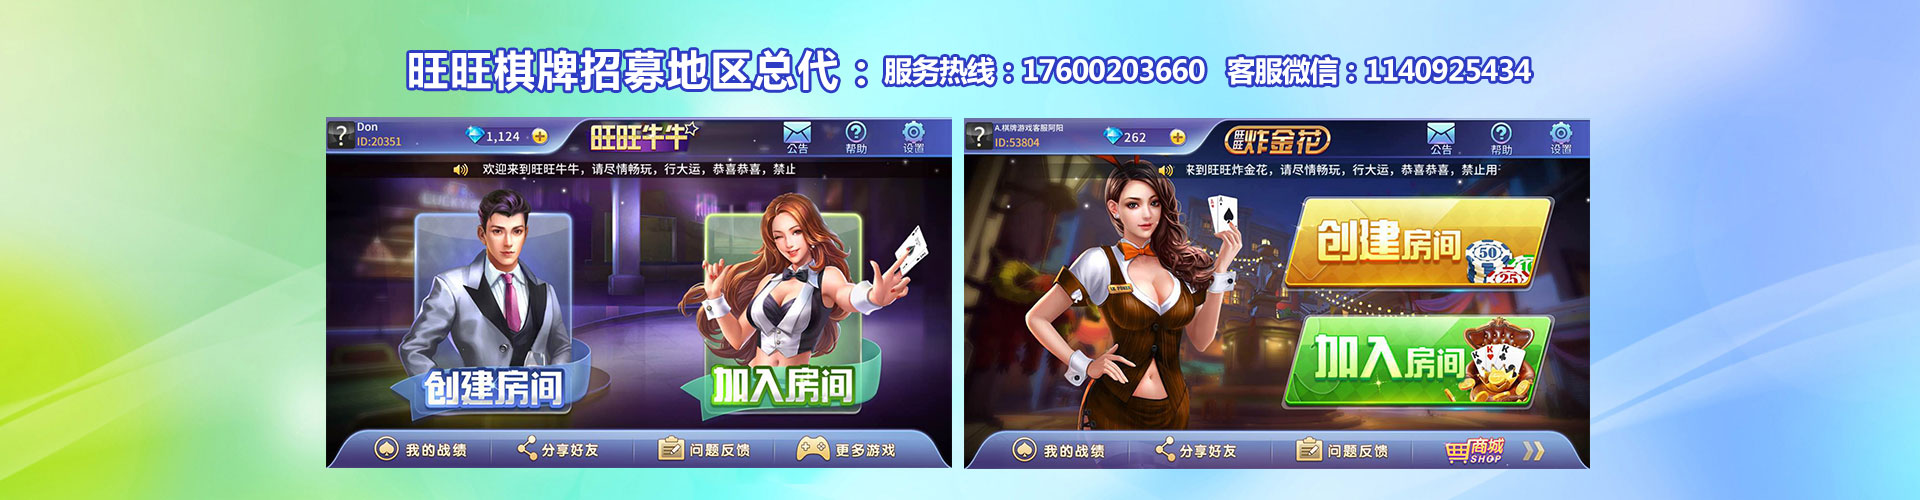 旺旺棋牌招募地区总代：服务热线：17600203660 客服微信：1140925434
Don
ID:20351
1,124
旺旺牛牛
公告
帮助
设置
欢迎来到旺旺牛牛，请尽情畅玩，行大运，恭喜恭喜，禁止
LUCKY
创建房间
加入房间
我的战绩
分享好友
问题反馈
更多游戏
A.棋牌游戏客服阿阳
ID:53804
262
旺旺炸金花
公告
帮助
设置
来到旺旺炸金花，请尽情畅玩，行大运，恭喜恭喜，禁止用
A
创建房间
50
25
加入房间
K K K
我的战绩
分享好友
问题反馈
商城
SHOP